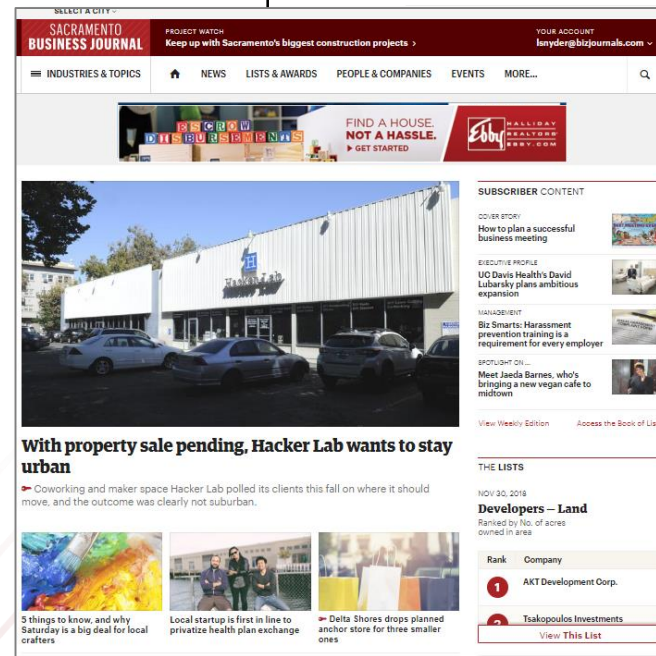 SELECT A CITY
SACRAMENTO
BUSINESS JOURNAL
PROJECT WATCH
Keep up with Sacramento's biggest construction projects >
YOUR ACCOUNT
lsnyder@bizjournals.com
INDUSTRIES & TOPICS
NEWS
LISTS & AWARDS
PEOPLE & COMPANIES
EVENTS
MORE...
ESCROW
DISBURSEMENTS
FIND A HOUSE.
NOT A HASSLE.
GET STARTED
Ebby
HALLIDAY
REALTORS
EBBY.COM
H
Hacker Lab
With property sale pending, Hacker Lab wants to stay
urban
Coworking and maker space Hacker Lab polled its clients this fall on where it should
move, and the outcome was clearly not suburban.
5 things to know, and why
Saturday is a big deal for local
crafters
Local startup is first in line to
privatize health plan exchange
Delta Shores drops planned
anchor store for three smaller
ones
SUBSCRIBER CONTENT
COVER STORY
How to plan a successful
business meeting
EXECUTIVE PROFILE
UC Davis Health's David
Lubarsky plans ambitious
expansion
MANAGEMENT
Biz Smarts: Harassment
prevention training is a
requirement for every employer
SPOTLIGHT ON ...
Meet Jaeda Barnes, who's
bringing a new vegan cafe to
midtown
View Weekly Edition
Access the Book of Lis
THE LISTS
NOV 30, 2018
Developers — Land
Ranked by No. of acres
owned in area
Rank Company
1 AKT Development Corp.
2 Tsakopoulos Investments
View This List